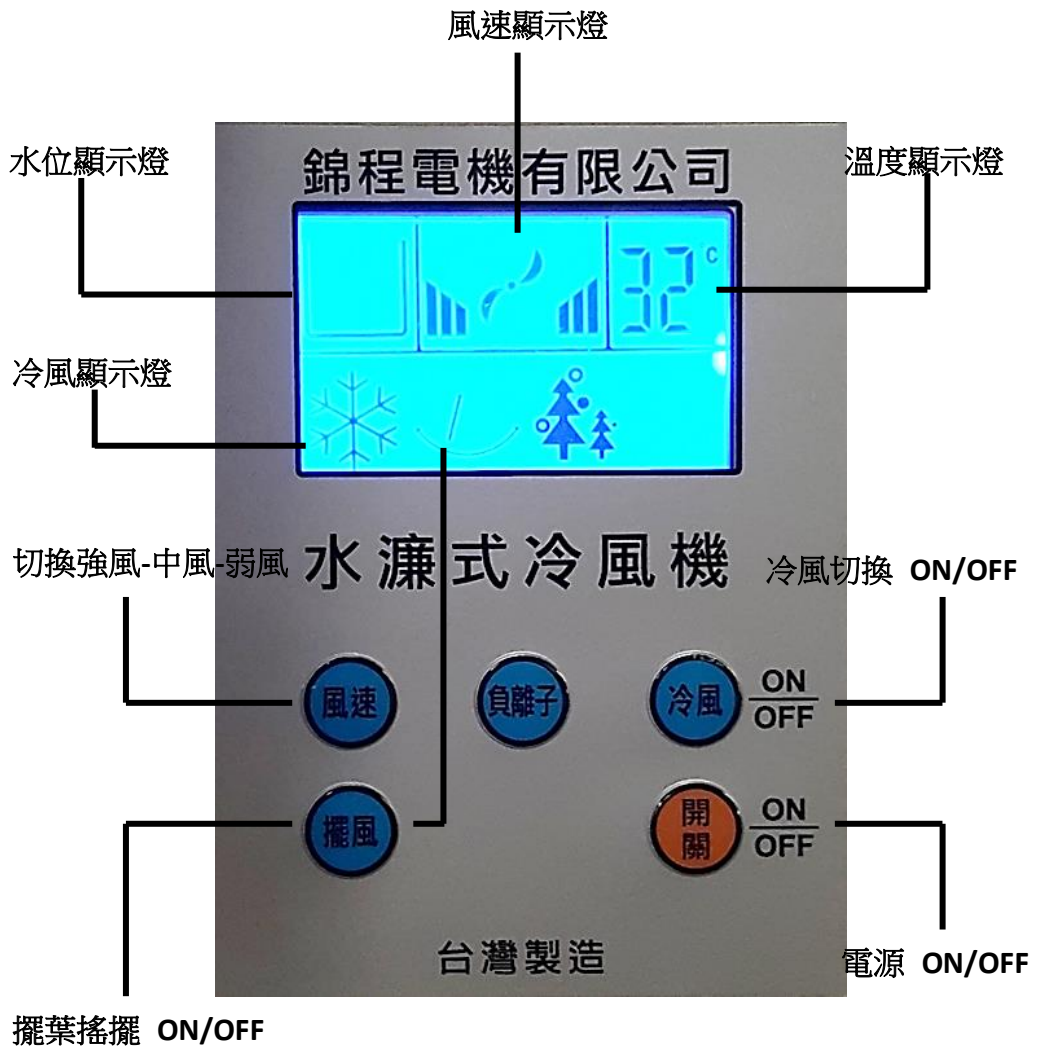 風速顯示燈
水位顯示燈
錦程電機有限公司
溫度顯示燈
32°C
冷風顯示燈
切換強風-中風-弱風
水濂式冷風機
冷風切換 ON/OFF
風速
負離子
冷風
ON
OFF
擺風
開
關
ON
OFF
台灣製造
電源 ON/OFF
擺葉搖擺 ON/OFF